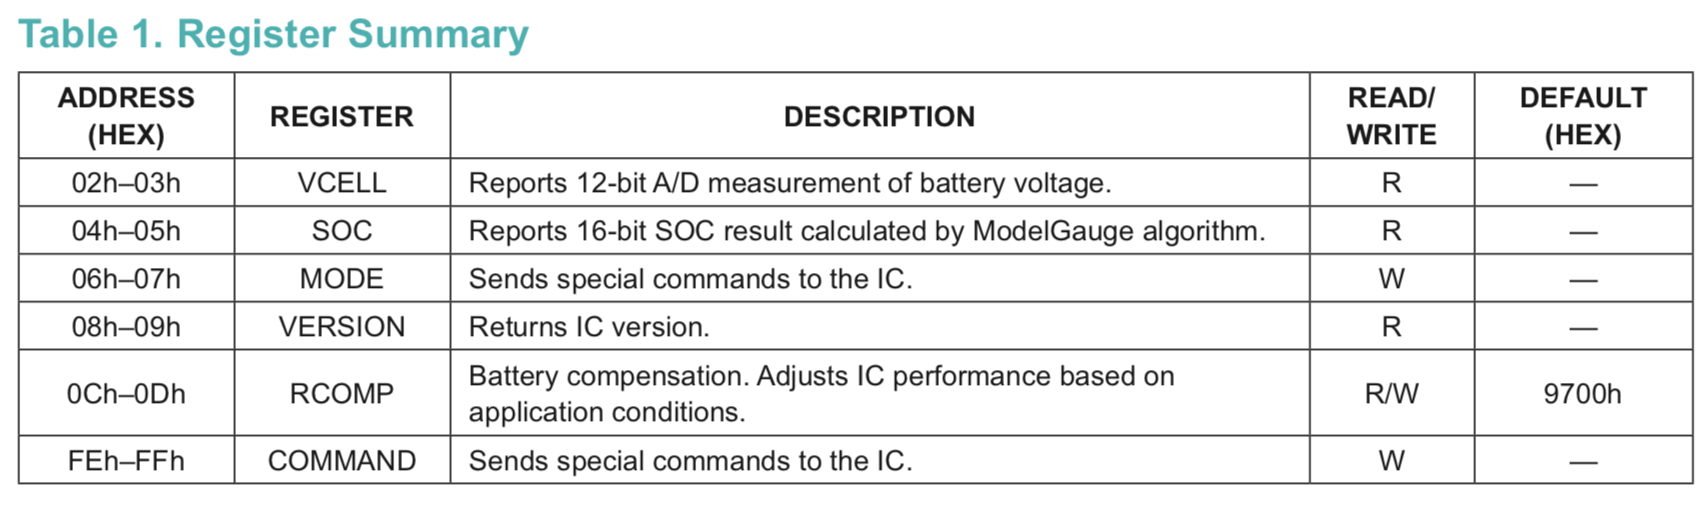 Table 1. Register Summary
ADDRESS (HEX) REGISTER DESCRIPTION READ/ WRITE DEFAULT (HEX)
02h–03h VCELL Reports 12-bit A/D measurement of battery voltage. R —
04h–05h SOC Reports 16-bit SOC result calculated by ModelGauge algorithm. R —
06h–07h MODE Sends special commands to the IC. W —
08h–09h VERSION Returns IC version. R —
0Ch–0Dh RCOMP Battery compensation. Adjusts IC performance based on
application conditions. R/W 9700h
FEh–FFh COMMAND Sends special commands to the IC. W —